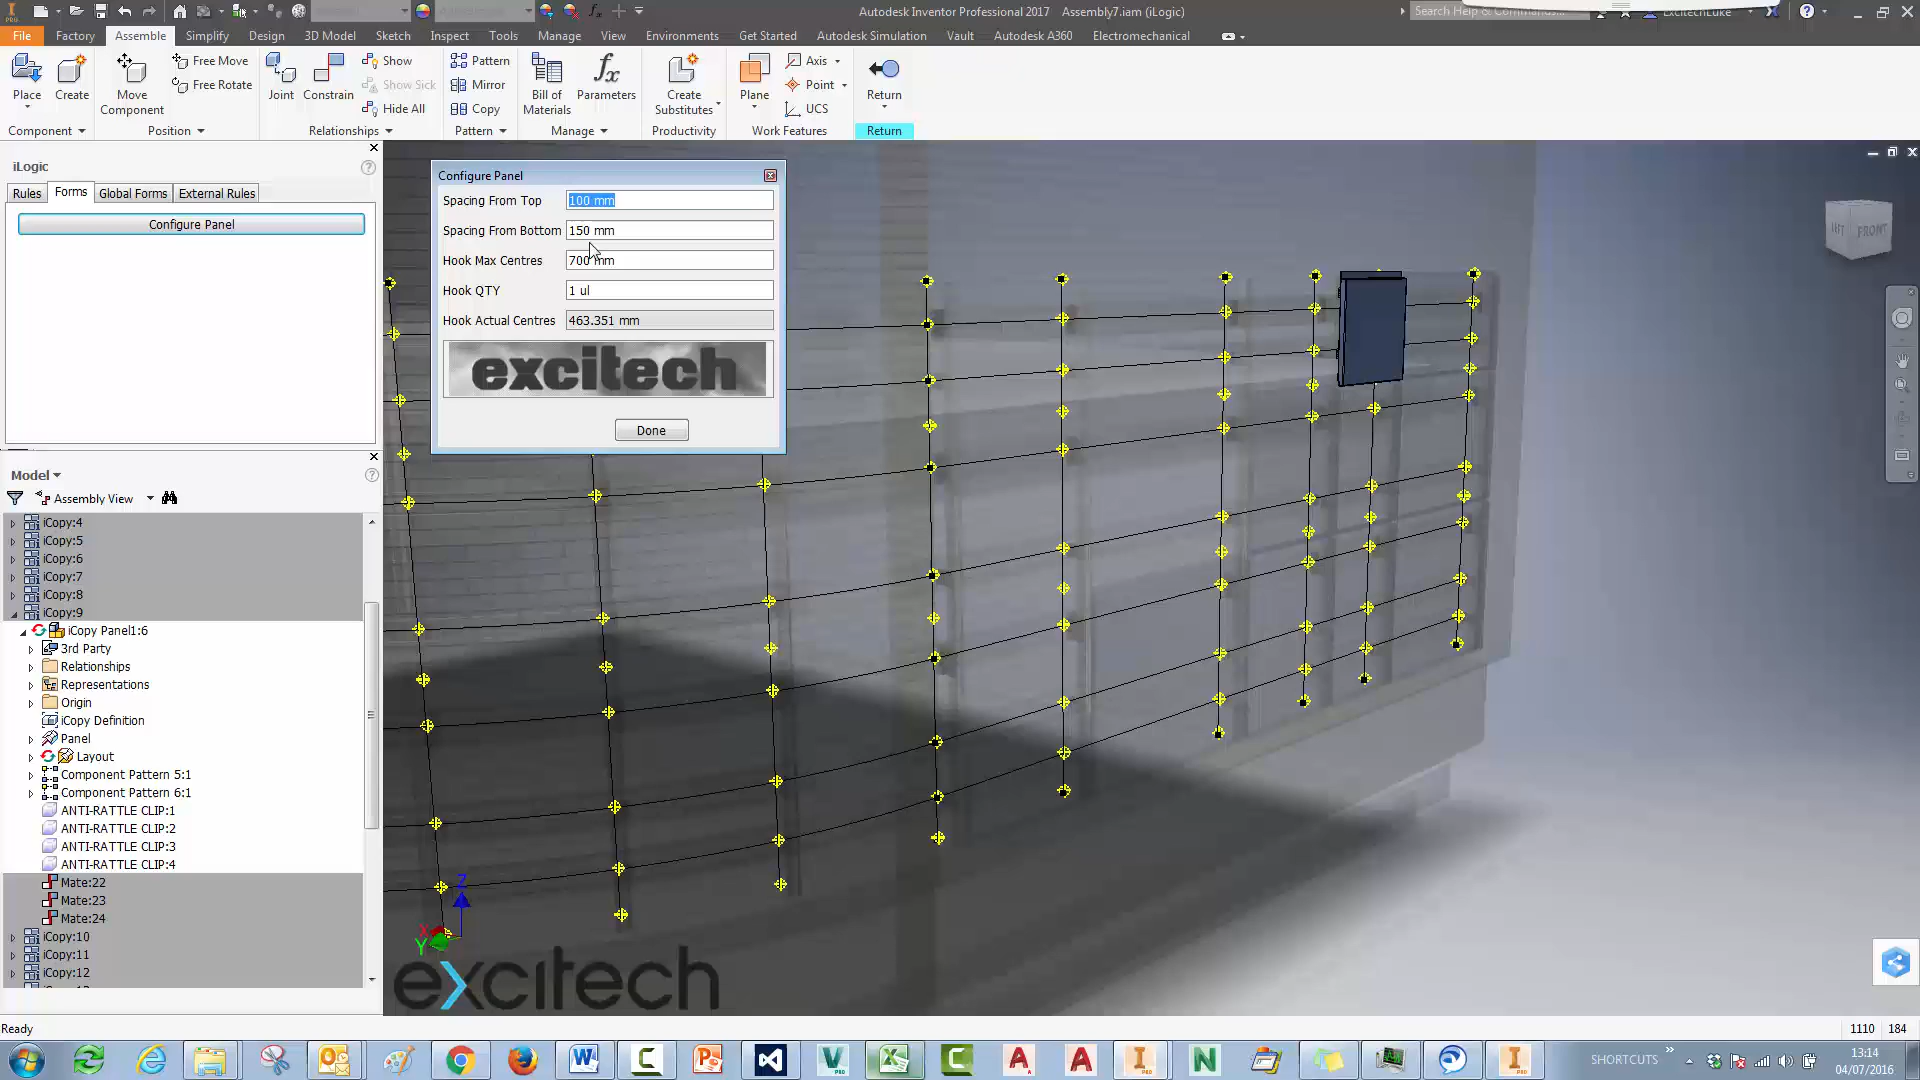 Autodesk Inventor Professional 2017 Assembly7.iam (iLogic)
Search Help & Commands...
ExcitechLuke
File Factory Assemble Simplify Design 3D Model Sketch Inspect Tools Manage View Environments Get Started Autodesk Simulation Vault Autodesk A360 Electromechanical
Place
Create
Component
Move
Component
Free Move
Free Rotate
Position
Joint
Constrain
Show
Show Sick
Hide All
Relationships
Pattern
Mirror
Copy
Pattern
Bill of
Materials
Parameters
Manage
Create
Substitutes
Productivity
Plane
Axis
Point
UCS
Work Features
Return
Return
iLogic
Rules Forms Global Forms External Rules
Configure Panel
Configure Panel
Spacing From Top 100 mm
Spacing From Bottom 150 mm
Hook Max Centres 700 mm
Hook QTY 1 ul
Hook Actual Centres 463.351 mm
excitech
Done
LEFT FRONT
Model
Assembly View
iCopy:4
iCopy:5
iCopy:6
iCopy:7
iCopy:8
iCopy:9
iCopy Panel1:6
3rd Party
Relationships
Representations
Origin
iCopy Definition
Panel
Layout
Component Pattern 5:1
Component Pattern 6:1
ANTI-RATTLE CLIP:1
ANTI-RATTLE CLIP:2
ANTI-RATTLE CLIP:3
ANTI-RATTLE CLIP:4
Mate:22
Mate:23
Mate:24
iCopy:10
iCopy:11
iCopy:12
Z
X
Y
excitech
Ready
1110 184
SHORTCUTS
13:14
04/07/2016